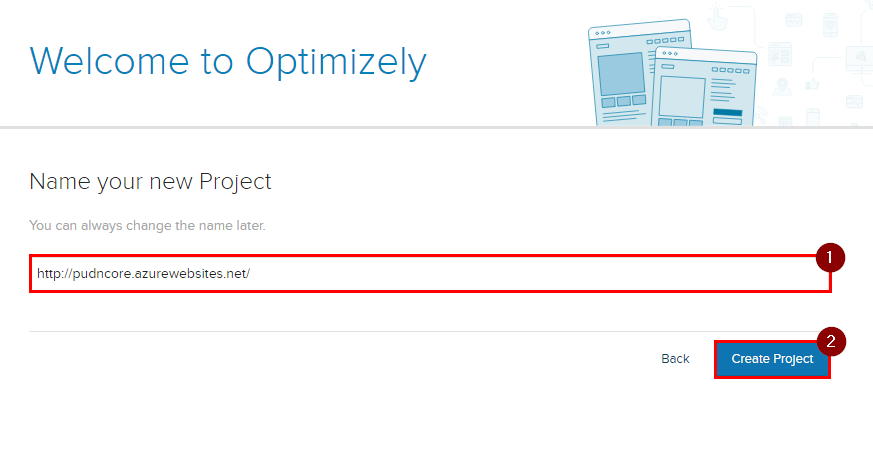 Welcome to Optimizely
Name your new Project
You can always change the name later.
1
http://pudncore.azurewebsites.net/
2
Back Create Project